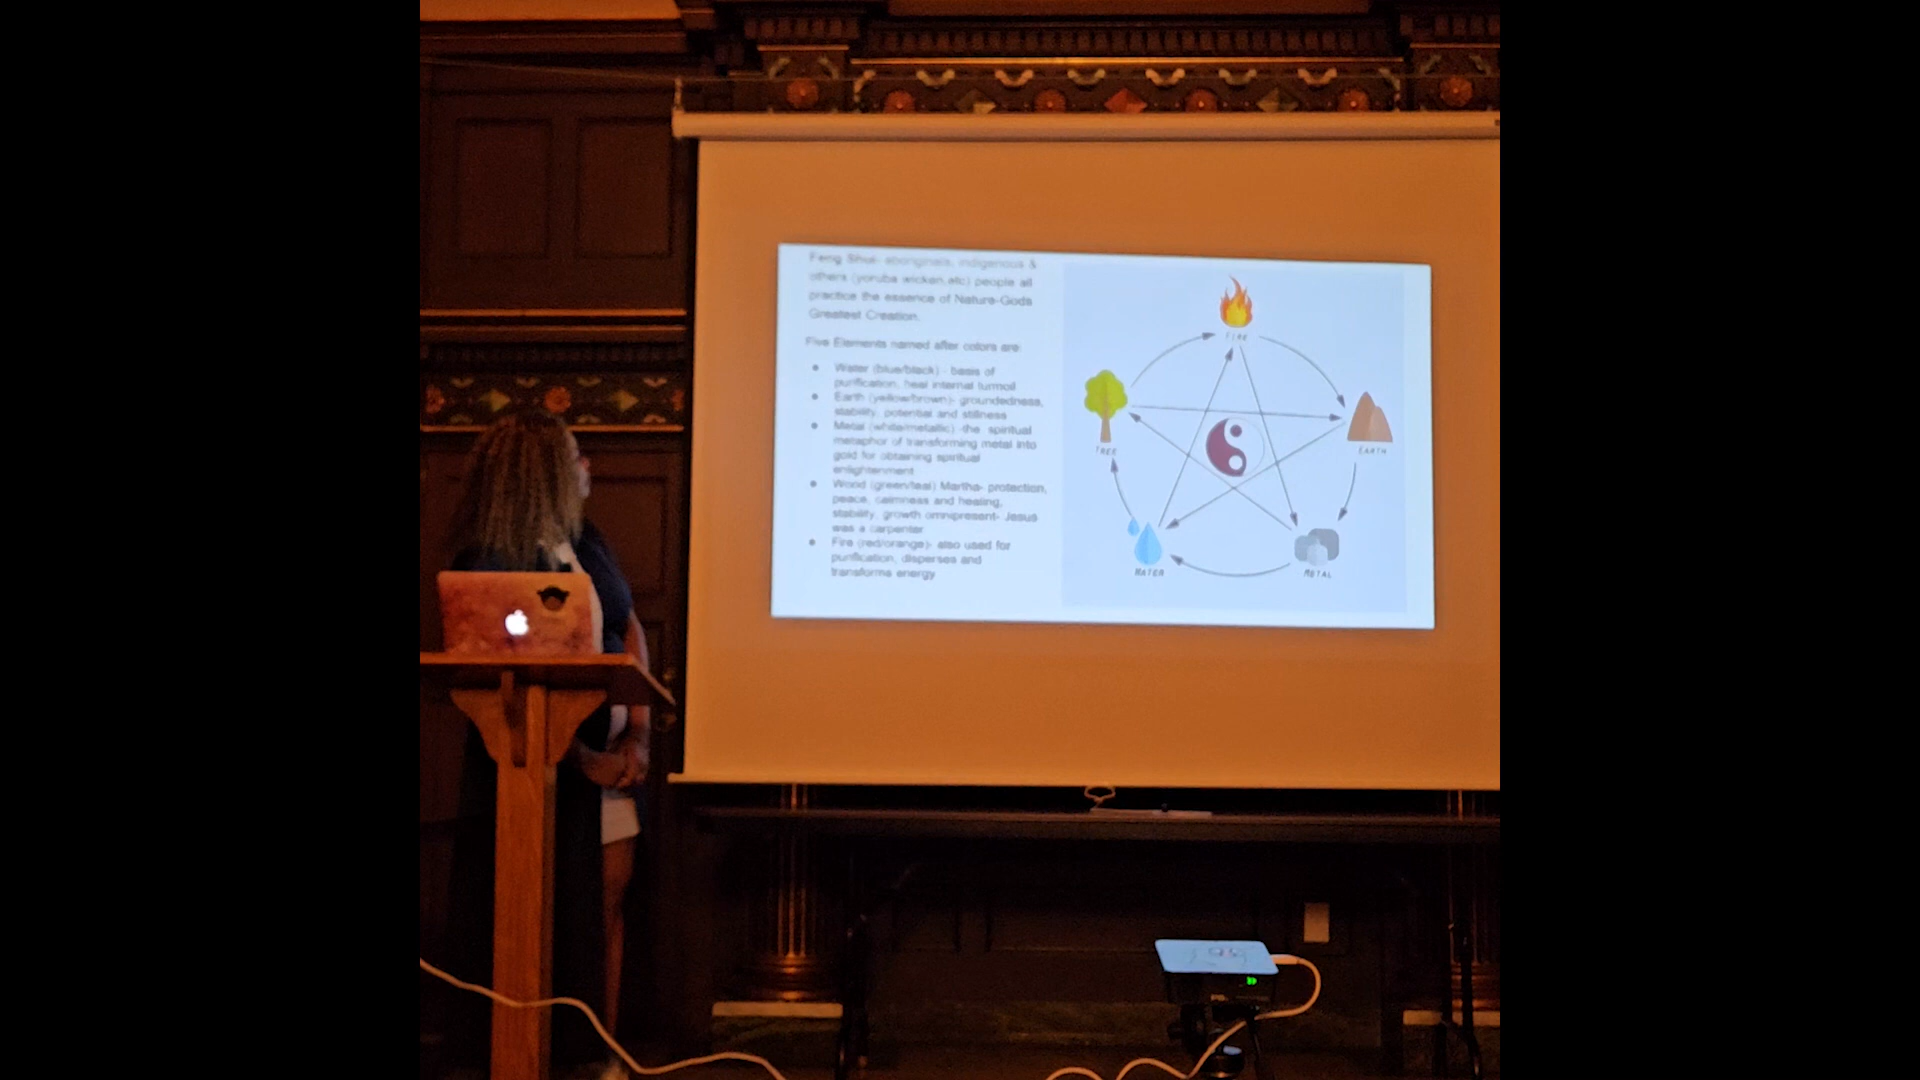 Feng Shui- aboriginals, indigenous &
others (yoruba wicken,etc) people all
practice the essence of Nature-Gods
Greatest Creation.
Five Elements named after colors are:
• Water (blue/black) - basis of
purification, heal internal turmoil
• Earth (yellow/brown)- groundedness,
stability, potential and stillness
• Metal (white/metallic) -the spiritual
metaphor of transforming metal into
gold for obtaining spiritual
enlightenment
• Wood (green/teal) Martha- protection,
peace, calmness and healing,
stability, growth omnipresent- Jesus
was a carpenter
• Fire (red/orange)- also used for
purification, disperses and
transforms energy
FIRE
TREE
EARTH
WATER
METAL